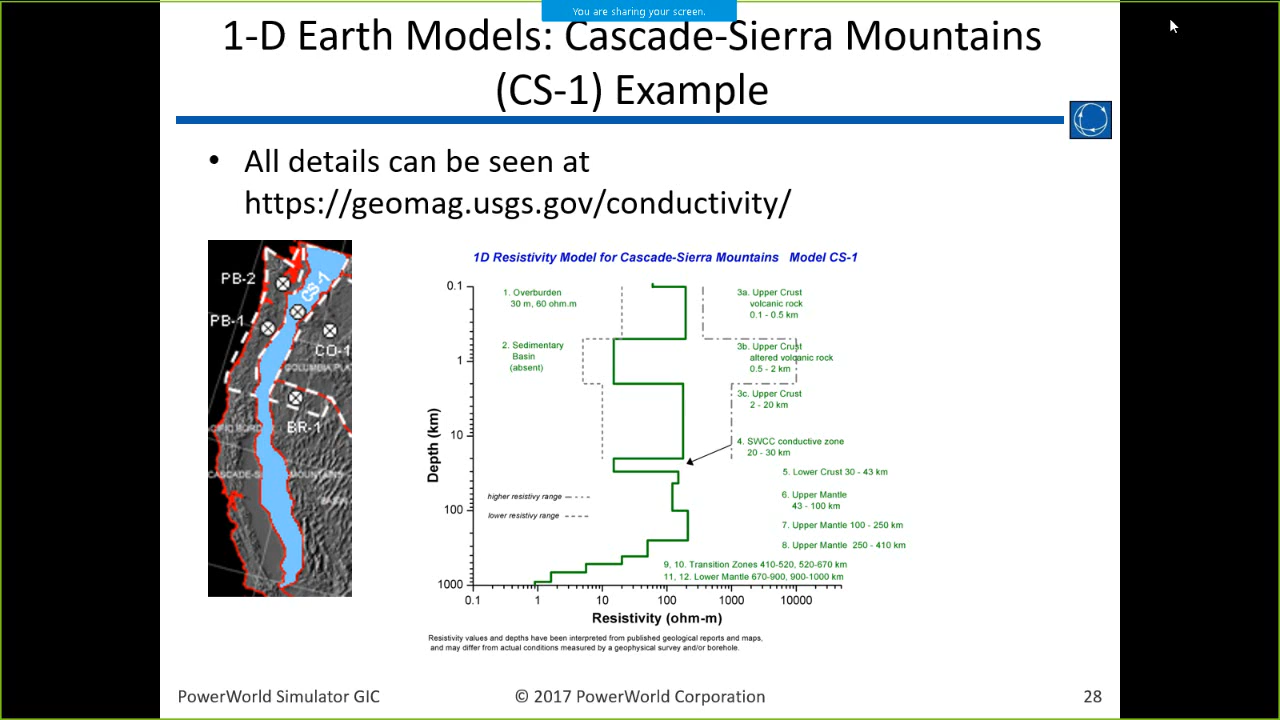 You are sharing your screen.
1-D Earth Models: Cascade-Sierra Mountains
(CS-1) Example
• All details can be seen at
https://geomag.usgs.gov/conductivity/
PB-2
CS-1
PB-1
CO-1
BR-1
1D Resistivity Model for Cascade-Sierra Mountains Model CS-1
0.1
1
10
100
1000
Depth (km)
1. Overburden
30 m, 60 ohm.m
2. Sedimentary
Basin
(absent)
3a. Upper Crust
volcanic rock
0.1 - 0.5 km
3b. Upper Crust
altered volcanic rock
0.5 - 2 km
3c. Upper Crust
2 - 20 km
4. SWCC conductive zone
20 - 30 km
5. Lower Crust 30 - 43 km
6. Upper Mantle
43 - 100 km
7. Upper Mantle 100 - 250 km
8. Upper Mantle 250 - 410 km
9, 10. Transition Zones 410-520, 520-670 km
11, 12. Lower Mantle 670-900, 900-1000 km
higher resistivy range
lower resistivy range
0.1 1 10 100 1000 10000
Resistivity (ohm-m)
Resistivity values and depths have been interpreted from published geological reports and maps,
and may differ from actual conditions measured by a geophysical survey and/or borehole.
PowerWorld Simulator GIC
© 2017 PowerWorld Corporation
28